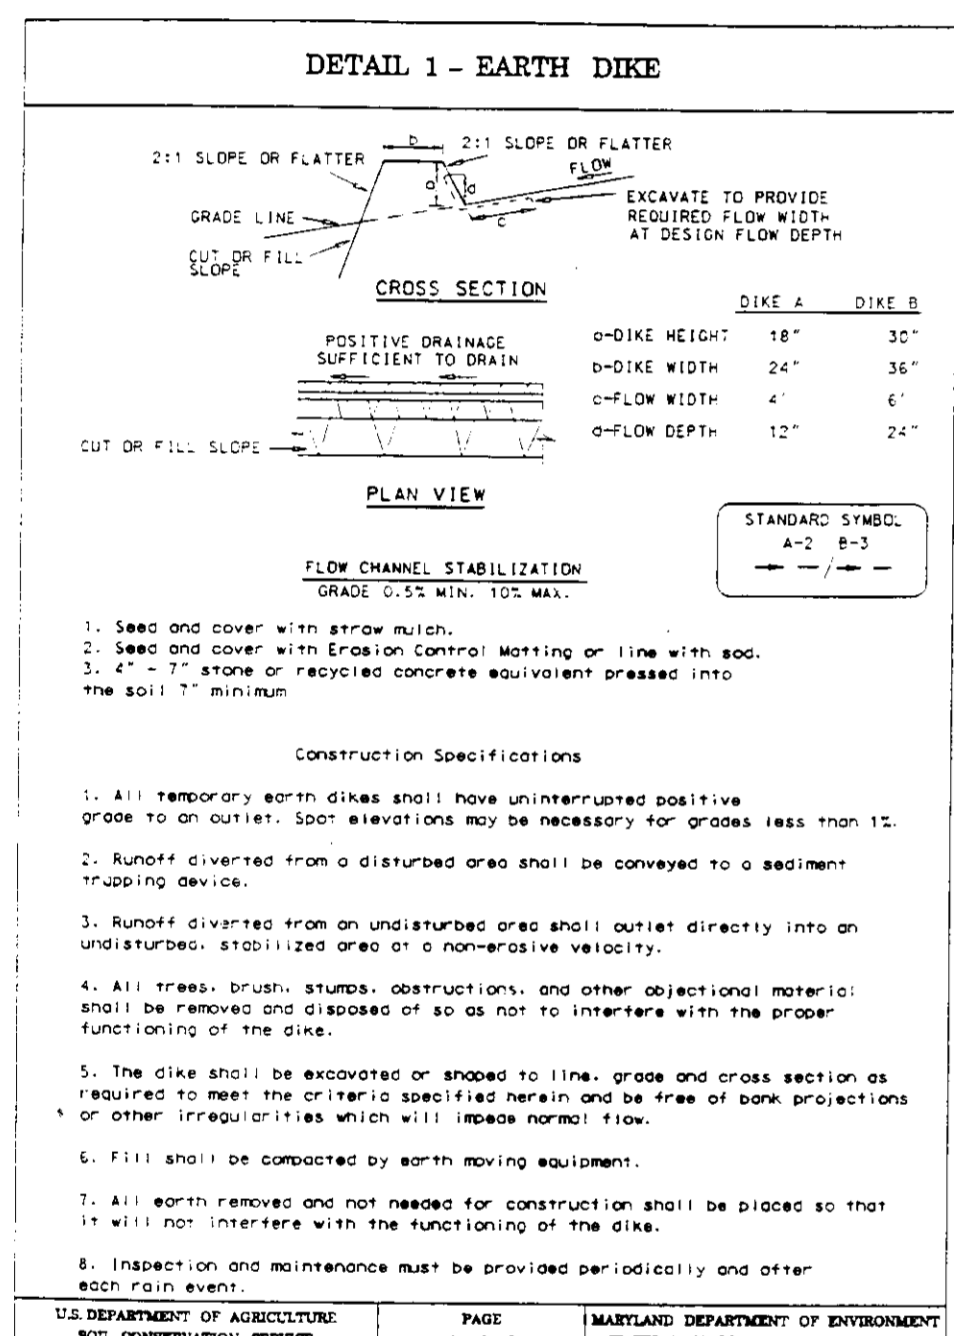 DETAIL 1 - EARTH DIKE
2:1 SLOPE OR FLATTER
b
2:1 SLOPE OR FLATTER
FLOW
a
d
c
GRADE LINE
CUT OR FILL
SLOPE
EXCAVATE TO PROVIDE
REQUIRED FLOW WIDTH
AT DESIGN FLOW DEPTH
CROSS SECTION
DIKE A DIKE B
a-DIKE HEIGHT 18" 30"
b-DIKE WIDTH 24" 36"
c-FLOW WIDTH 4' 6'
d-FLOW DEPTH 12" 24"
POSITIVE DRAINAGE
SUFFICIENT TO DRAIN
CUT OR FILL SLOPE
PLAN VIEW
STANDARD SYMBOL
A-2 B-3
/
FLOW CHANNEL STABILIZATION
GRADE 0.5% MIN. 10% MAX.
1. Seed and cover with straw mulch.
2. Seed and cover with Erosion Control Matting or line with sod.
3. 4" - 7" stone or recycled concrete equivalent pressed into
the soil 7" minimum
Construction Specifications
1. All temporary earth dikes shall have uninterrupted positive
grade to an outlet. Spot elevations may be necessary for grades less than 1%.
2. Runoff diverted from a disturbed area shall be conveyed to a sediment
trapping device.
3. Runoff diverted from an undisturbed area shall outlet directly into an
undisturbed, stabilized area at a non-erosive velocity.
4. All trees, brush, stumps, obstructions, and other objectional material
shall be removed and disposed of so as not to interfere with the proper
functioning of the dike.
5. The dike shall be excavated or shaped to line, grade and cross section as
required to meet the criteria specified herein and be free of bank projections
or other irregularities which will impede normal flow.
6. Fill shall be compacted by earth moving equipment.
7. All earth removed and not needed for construction shall be placed so that
it will not interfere with the functioning of the dike.
8. Inspection and maintenance must be provided periodically and after
each rain event.
U.S. DEPARTMENT OF AGRICULTURE
PAGE
MARYLAND DEPARTMENT OF ENVIRONMENT